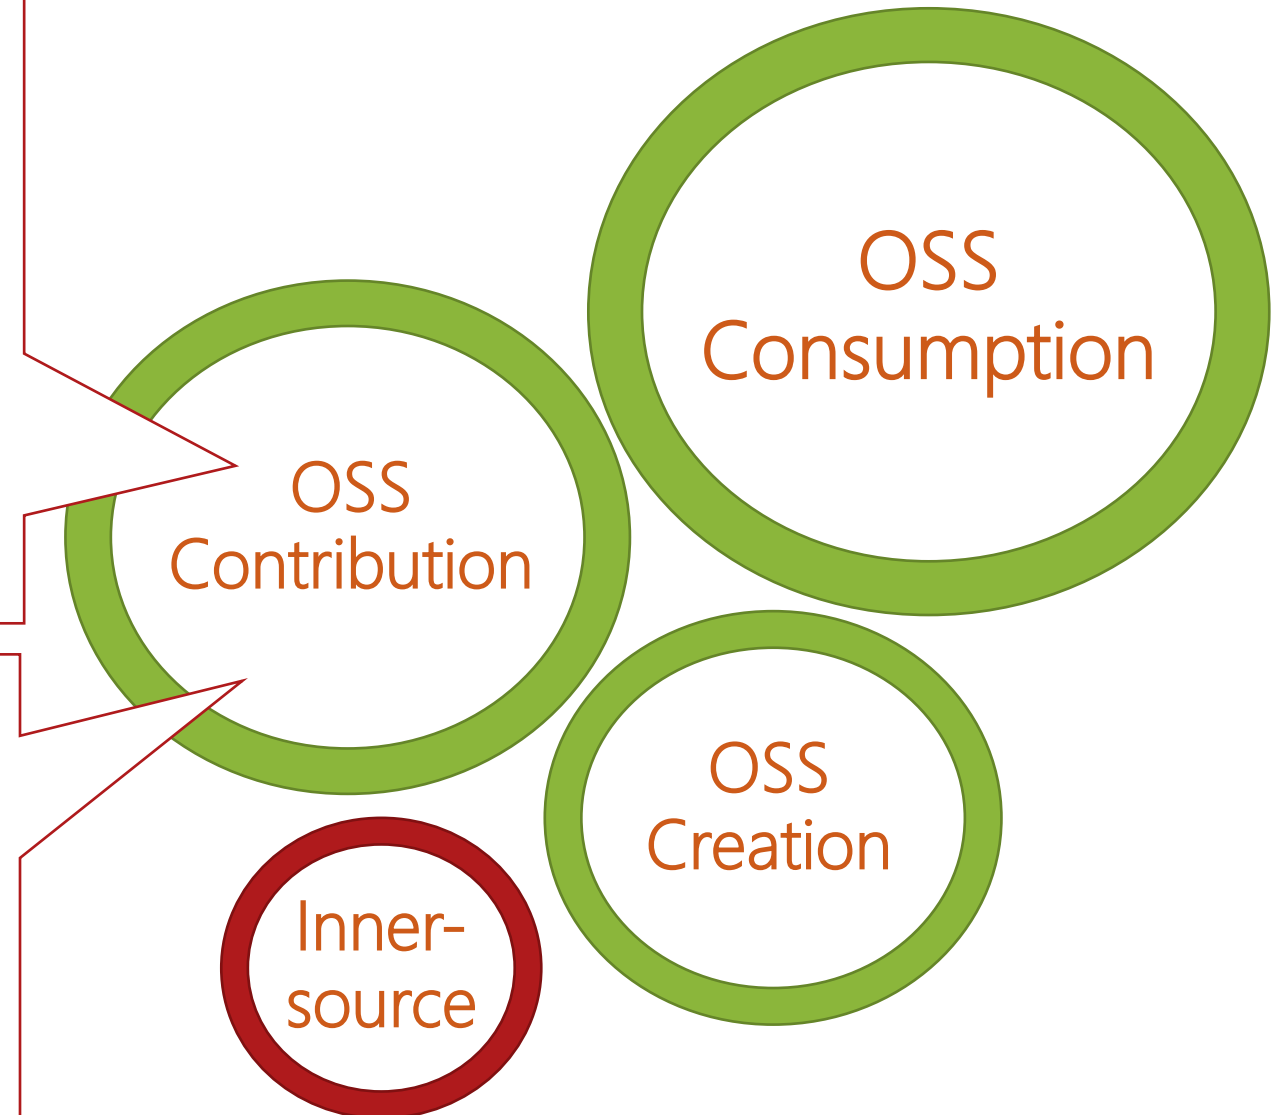 OSS
Consumption
OSS
Contribution
OSS
Creation
Inner-
source